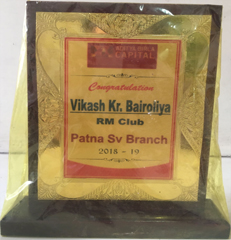 CAPITAL
Congratulation
Vikash Kr. Bairoliya
RM Club
Patna Sv Branch
2018 - 19